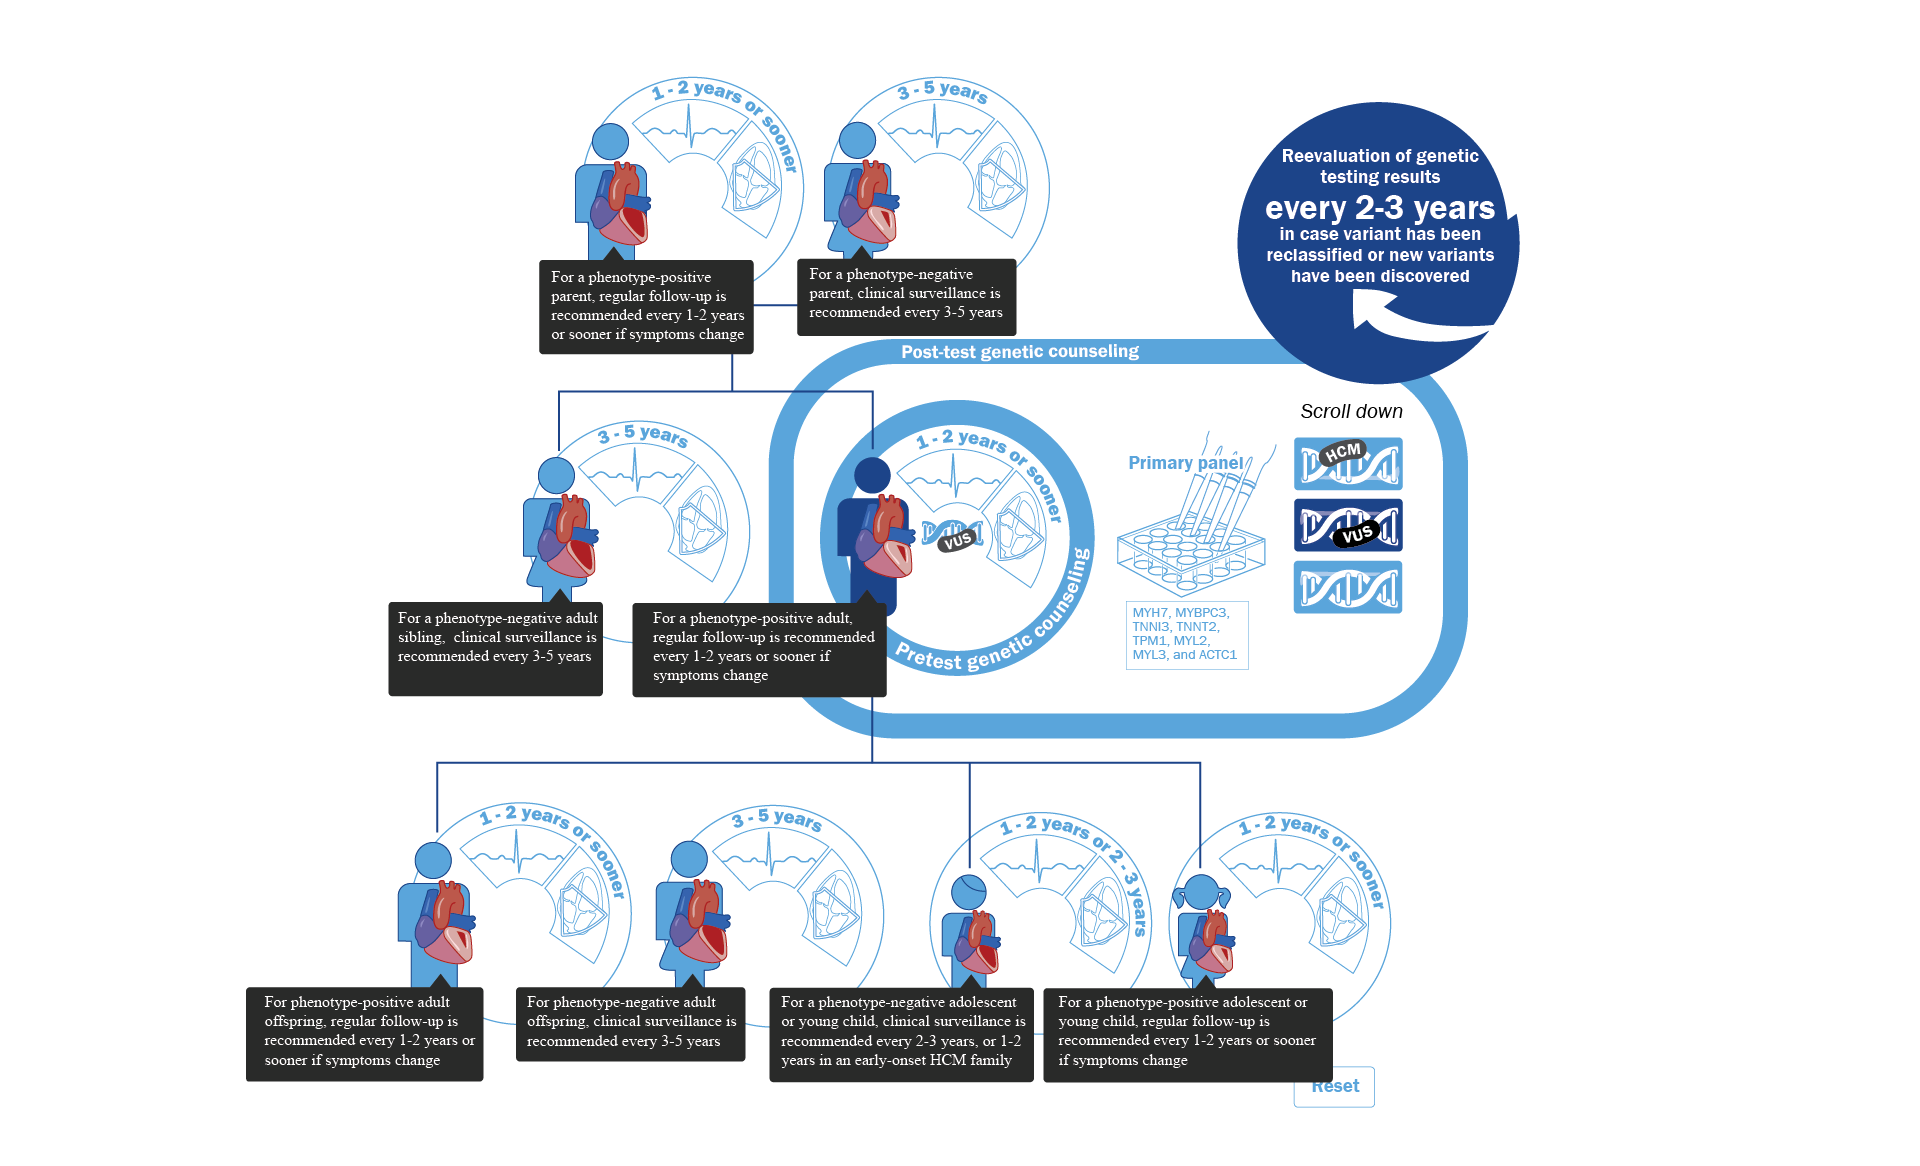 1 - 2 years or sooner
3 - 5 years
Reevaluation of genetic
testing results
every 2-3 years
in case variant has been
reclassified or new variants
have been discovered
For a phenotype-positive
parent, regular follow-up is
recommended every 1-2 years
or sooner if symptoms change
For a phenotype-negative
parent, clinical surveillance is
recommended every 3-5 years
Post-test genetic counseling
3 - 5 years
1 - 2 years or sooner
VUS
Pretest genetic counseling
Primary panel
MYH7, MYBPC3,
TNNI3, TNNT2,
TPM1, MYL2,
MYL3, and ACTC1
Scroll down
HCM
VUS
For a phenotype-negative adult
sibling,  clinical surveillance is
recommended every 3-5 years
For a phenotype-positive adult,
regular follow-up is recommended
every 1-2 years or sooner if
symptoms change
1 - 2 years or sooner
3 - 5 years
1 - 2 years or 2 - 3 years
1 - 2 years or sooner
For phenotype-positive adult
offspring, regular follow-up is
recommended every 1-2 years or
sooner if symptoms change
For phenotype-negative adult
offspring, clinical surveillance is
recommended every 3-5 years
For a phenotype-negative adolescent
or young child, clinical surveillance is
recommended every 2-3 years, or 1-2
years in an early-onset HCM family
For a phenotype-positive adolescent or
young child, regular follow-up is
recommended every 1-2 years or sooner
if symptoms change
Reset